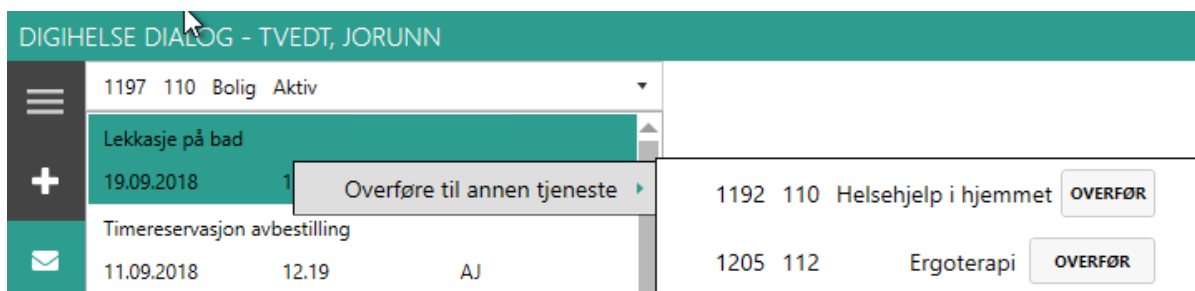 DIGIHELSE DIALOG - TVEDT, JORUNN
1197 110 Bolig Aktiv
Lekkasje på bad
19.09.2018 1
Overføre til annen tjeneste
1192 110 Helsehjelp i hjemmet OVERFØR
Timereservasjon avbestilling
11.09.2018 12.19 AJ
1205 112 Ergoterapi OVERFØR